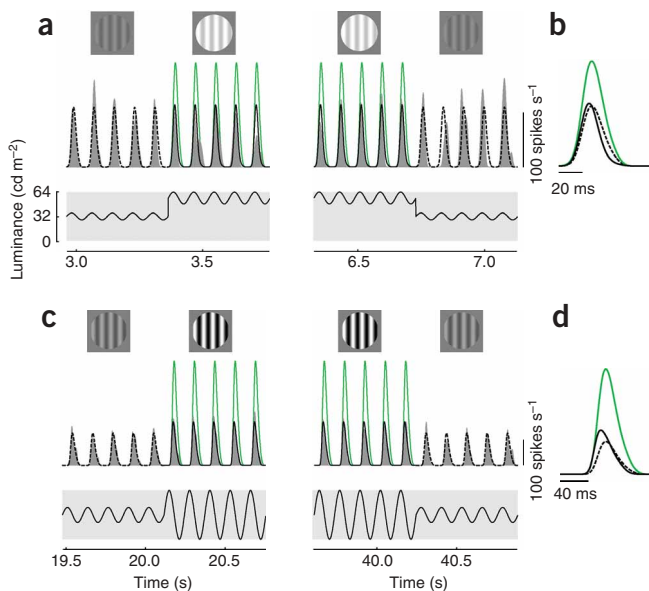 a
b
100 spikes s⁻¹
20 ms
Luminance (cd m⁻²)
64
32
0
3.0
3.5
6.5
7.0
c
d
100 spikes s⁻¹
40 ms
19.5
20.0
20.5
40.0
40.5
Time (s)
Time (s)